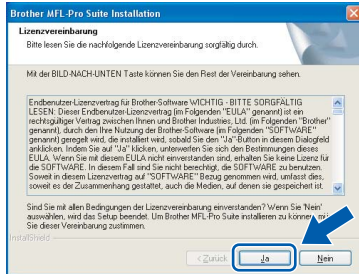 Brother MFL-Pro Suite Installation
Lizenzvereinbarung
Bitte lesen Sie die nachfolgende Lizenzvereinbarung sorgfältig durch.
Mit der BILD-NACH-UNTEN Taste können Sie den Rest der Vereinbarung sehen.
Endbenutzer-Lizenzvertrag für Brother-Software WICHTIG - BITTE SORGFÄLTIG
LESEN: Dieser Endbenutzer-Lizenzvertrag (im Folgenden "EULA" genannt) ist ein
rechtsgültiger Vertrag zwischen Ihnen und Brother Industries, Ltd. (im Folgenden "Brother"
genannt), durch den Ihre Nutzung der Brother-Software (im Folgenden "SOFTWARE"
genannt) geregelt wird, die installiert wird, sobald Sie den "Ja"-Button in diesem Dialogfeld
anklicken. Indem Sie auf "Ja" klicken, unterwerfen Sie sich den Bestimmungen dieses
EULA. Wenn Sie mit diesem EULA nicht einverstanden sind, erhalten Sie keine Lizenz für
die SOFTWARE. In diesem Fall sind Sie nicht berechtigt, die SOFTWARE zu benutzen.
Soweit in diesem Lizenzvertrag auf "SOFTWARE" Bezug genommen wird, umfasst dies,
soweit es der Zusammenhang gestattet, auch die Medien, auf denen sie gespeichert ist.
Sind Sie mit allen Bedingungen der Lizenzvereinbarung einverstanden? Wenn Sie 'Nein'
auswählen, wird das Setup beendet. Um Brother MFL-Pro Suite installieren zu können,
Sie dieser Vereinbarung zustimmen.
InstallShield
< Zurück
Ja
Nein